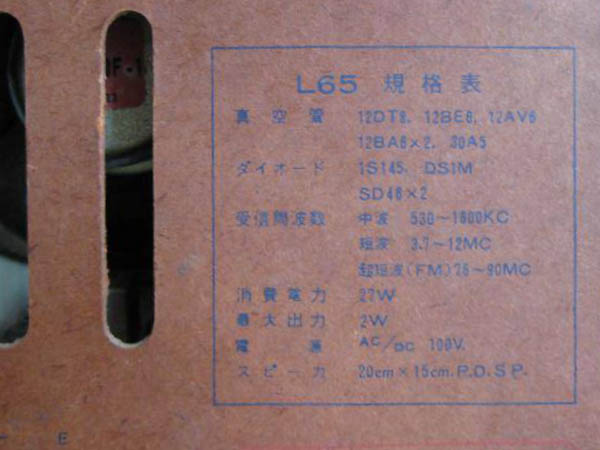 L65 規格表
真空管 12DT8, 12BE6, 12AV6
12BA6×2, 30A5
ダイオード 1S145, DS1M
SD46×2
受信周波数 中波 530~1600KC
短波 3.7~12MC
超短波(FM)76~90MC
消費電力 27W
最大出力 2W
電源 AC/DC 100V.
スピーカ 20cm×15cm.P.D.SP.
E